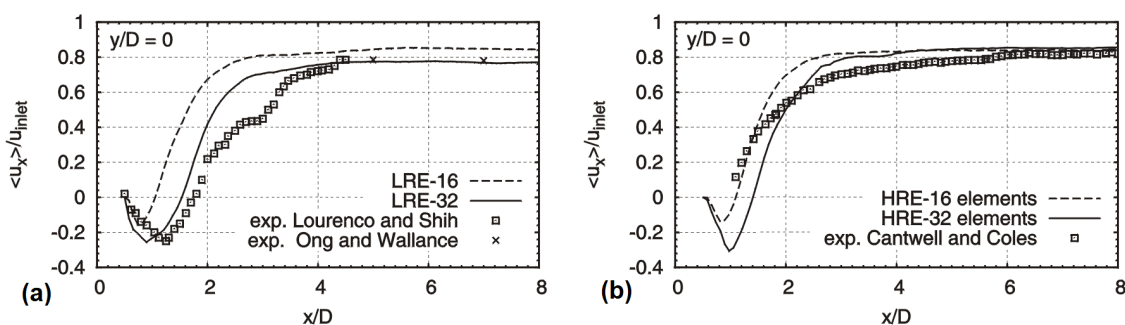 <ux>/uinlet
1
0.8
0.6
0.4
0.2
0
-0.2
-0.4
y/D = 0
LRE-16
LRE-32
exp. Lourenco and Shih
exp. Ong and Wallance
0 2 4 6 8
x/D
(a)
<ux>/uinlet
1
0.8
0.6
0.4
0.2
0
-0.2
-0.4
y/D = 0
HRE-16 elements
HRE-32 elements
exp. Cantwell and Coles
0 2 4 6 8
x/D
(b)